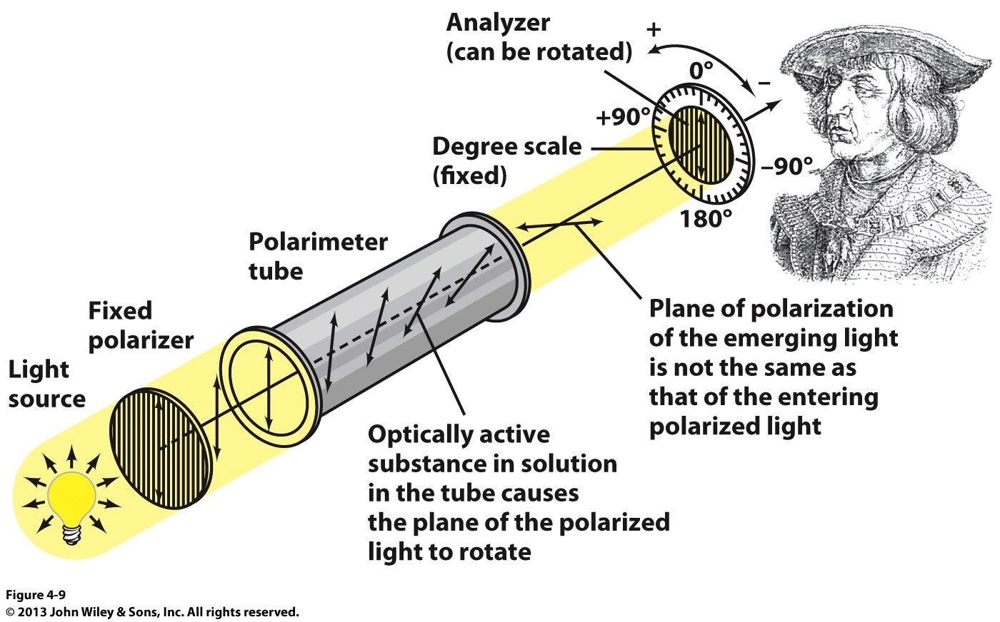 Analyzer
(can be rotated)
+
–
0°
+90°
Degree scale
(fixed)
–90°
180°
Polarimeter
tube
Fixed
polarizer
Light
source
Plane of polarization
of the emerging light
is not the same as
that of the entering
polarized light
Optically active
substance in solution
in the tube causes
the plane of the polarized
light to rotate
Figure 4-9
© 2013 John Wiley & Sons, Inc. All rights reserved.